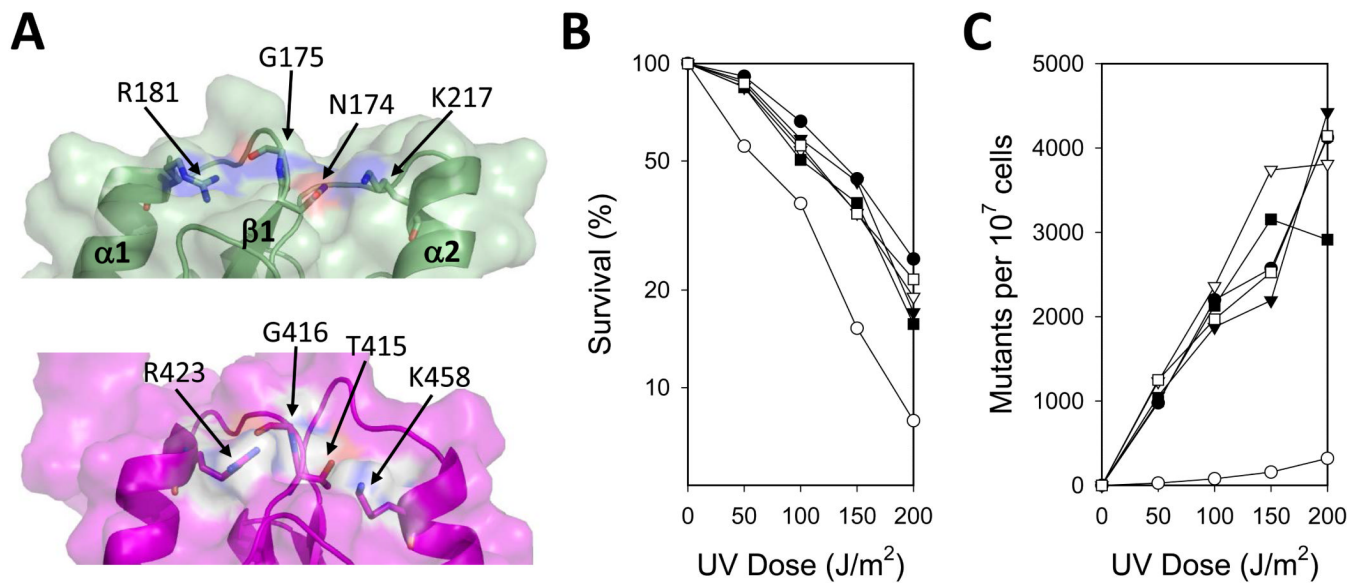 A
G175
R181
N174
K217
α1
β1
α2
G416
T415
R423
K458
B
100
50
20
10
Survival (%)
0
50
100
150
200
UV Dose (J/m²)
C
5000
4000
3000
2000
1000
0
Mutants per 10⁷ cells
0
50
100
150
200
UV Dose (J/m²)